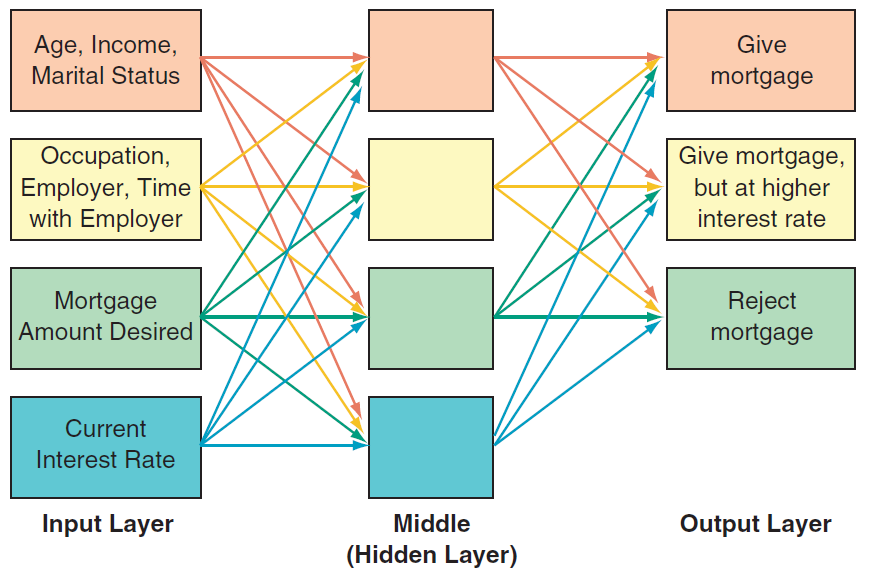 Age, Income,
Marital Status
Give
mortgage
Occupation,
Employer, Time
with Employer
Give mortgage,
but at higher
interest rate
Mortgage
Amount Desired
Reject
mortgage
Current
Interest Rate
Input Layer
Middle
(Hidden Layer)
Output Layer